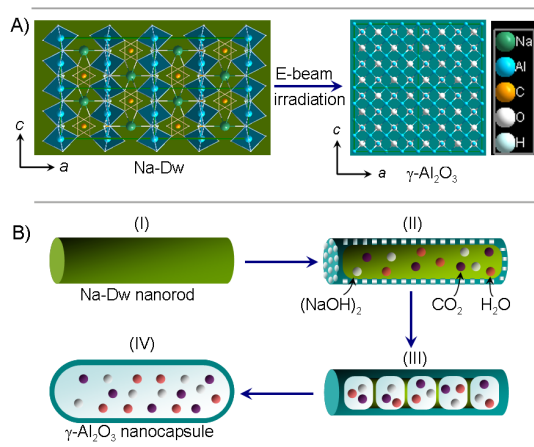 A)
Na-Dw
c
a
E-beam
irradiation
γ-Al₂O₃
c
a
Na
Al
C
O
H
B)
(I)
Na-Dw nanorod
(II)
(NaOH)₂
CO₂
H₂O
(III)
(IV)
γ-Al₂O₃ nanocapsule